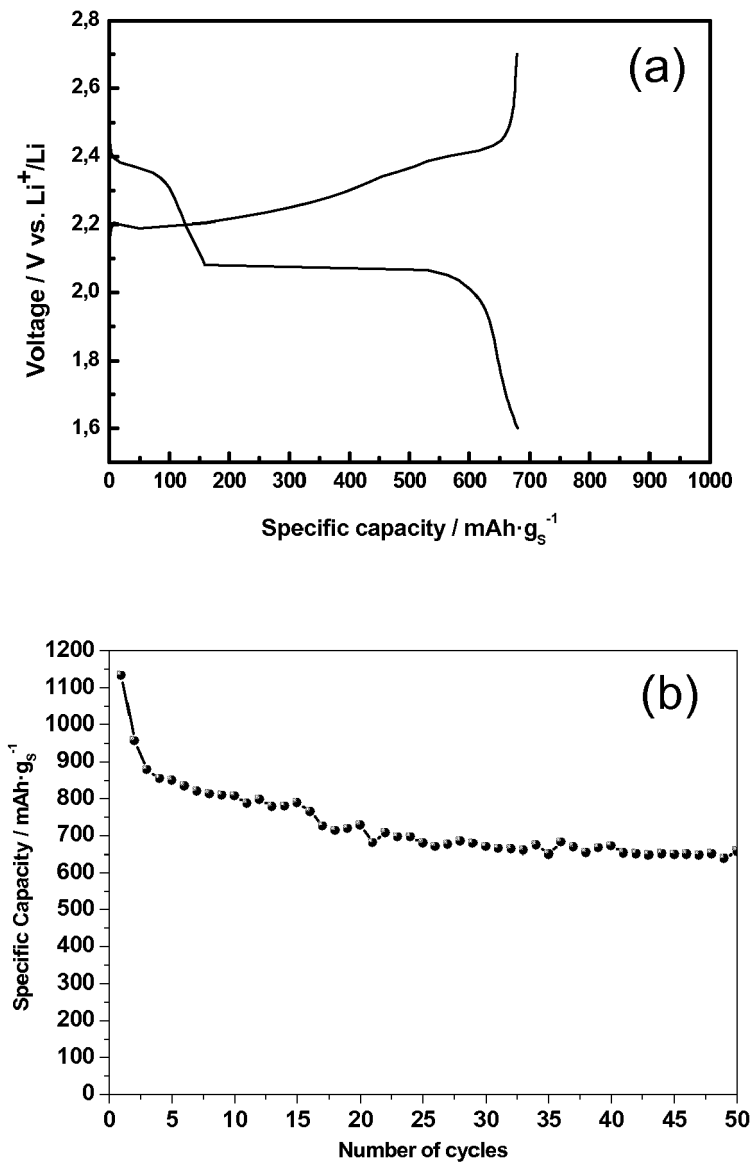 (a)
2,8
2,6
2,4
2,2
2,0
1,8
1,6
Voltage / V vs. Li⁺/Li
0 100 200 300 400 500 600 700 800 900 1000
Specific capacity / mAh·gₛ⁻¹
(b)
1200
1100
1000
900
800
700
600
500
400
300
200
100
0
Specific Capacity / mAh·gₛ⁻¹
0 5 10 15 20 25 30 35 40 45 50
Number of cycles